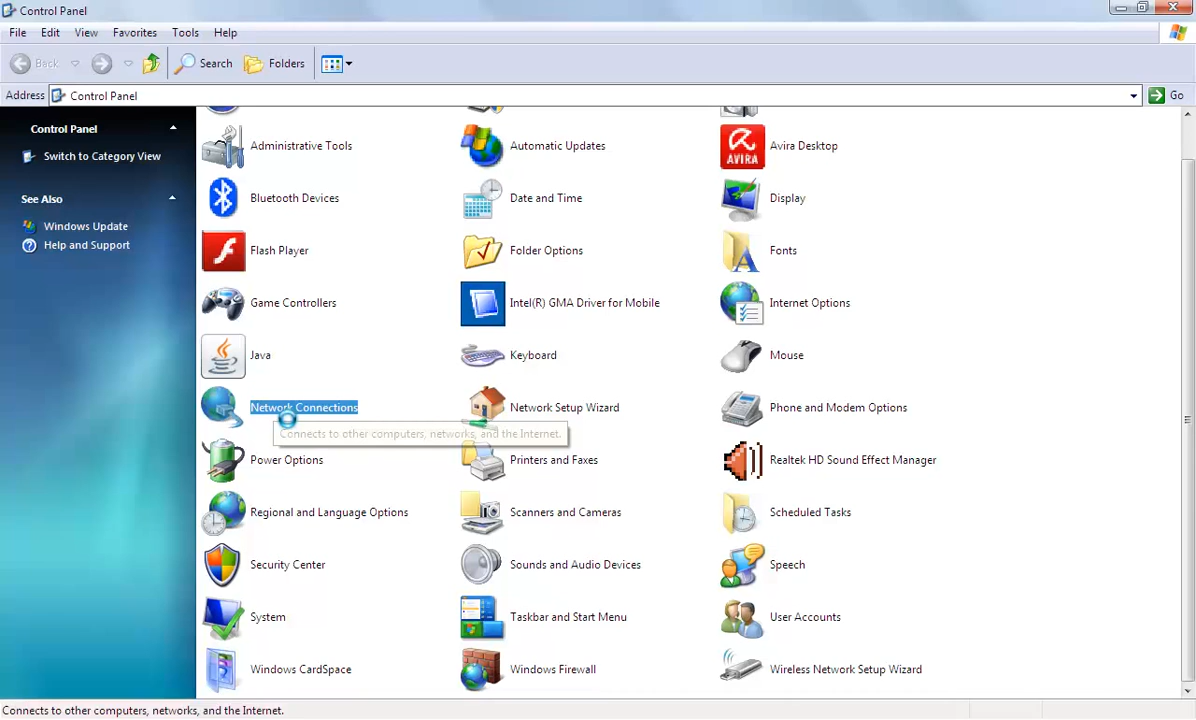 Control Panel
File Edit View Favorites Tools Help
Back Search Folders
Address Control Panel Go
Control Panel
Switch to Category View
See Also
Windows Update
Help and Support
Administrative Tools Automatic Updates AVIRA Avira Desktop
Bluetooth Devices Date and Time Display
Flash Player Folder Options Fonts
Game Controllers Intel(R) GMA Driver for Mobile Internet Options
Java Keyboard Mouse
Network Connections Network Setup Wizard Phone and Modem Options
Connects to other computers, networks, and the Internet.
Power Options Printers and Faxes Realtek HD Sound Effect Manager
Regional and Language Options Scanners and Cameras Scheduled Tasks
Security Center Sounds and Audio Devices Speech
System Taskbar and Start Menu User Accounts
Windows CardSpace Windows Firewall Wireless Network Setup Wizard
Connects to other computers, networks, and the Internet.